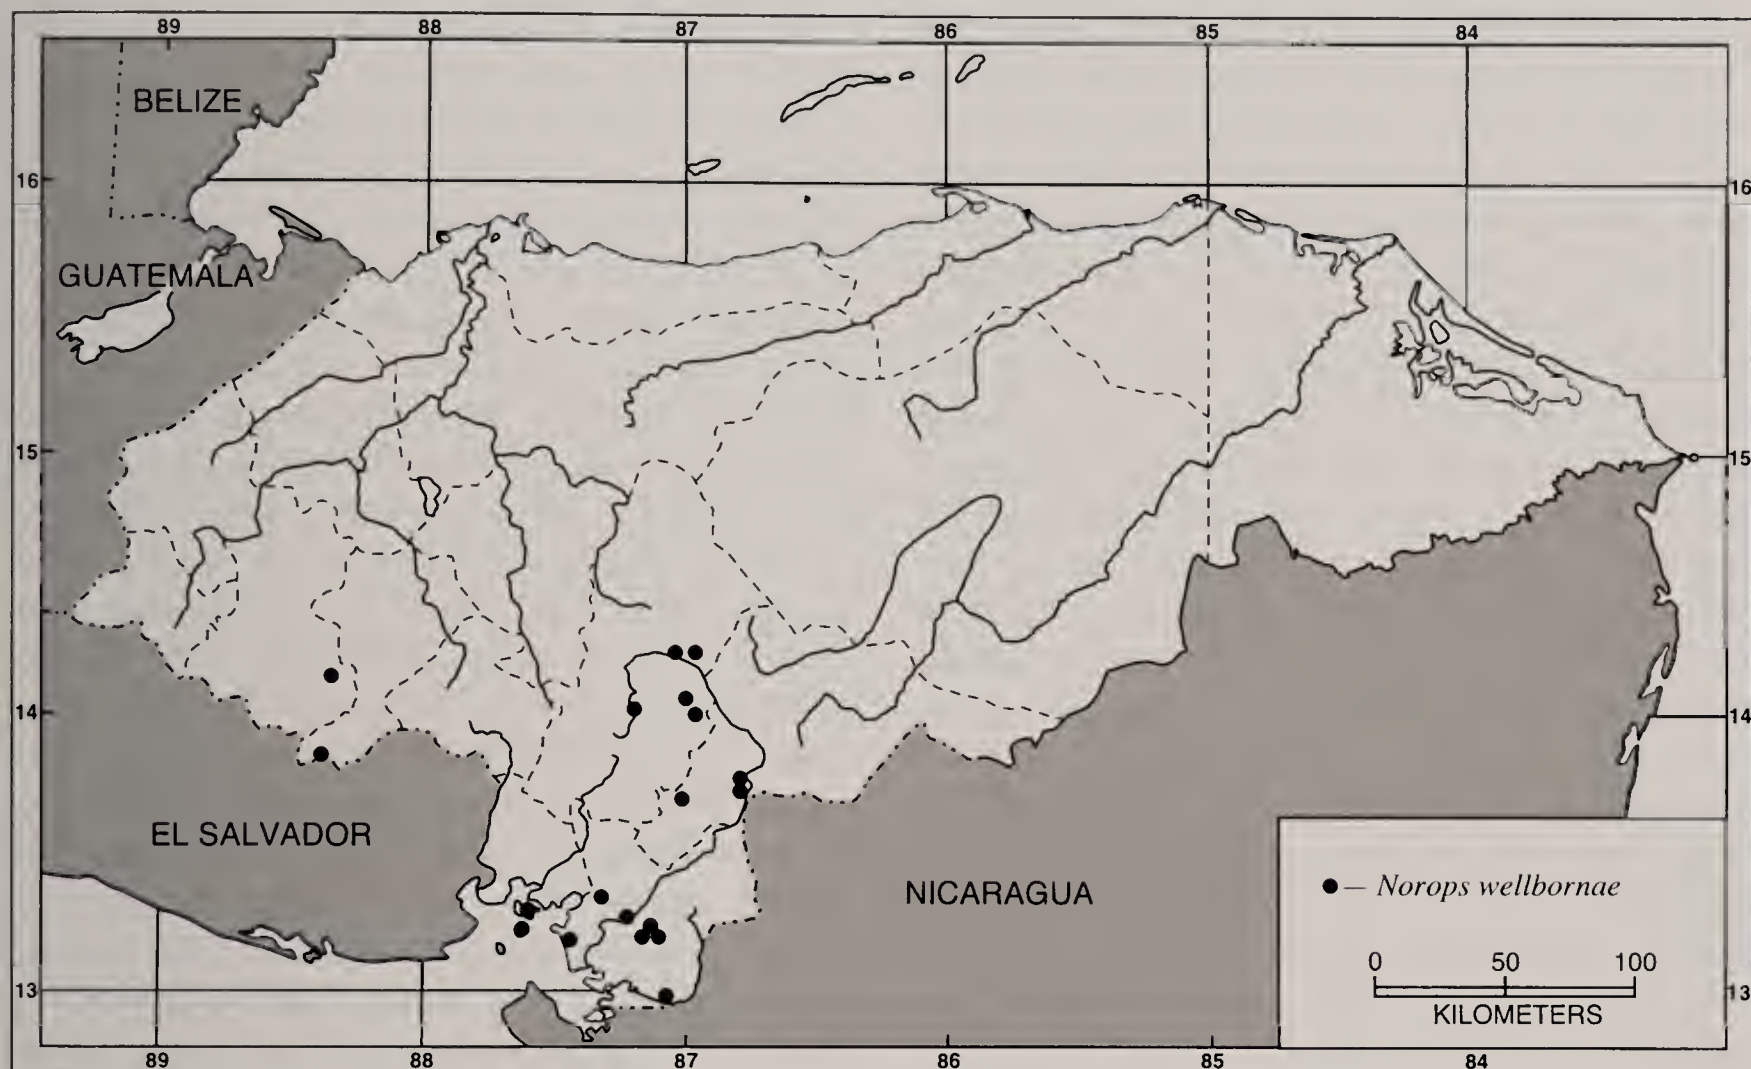 89 88 87 86 85 84
BELIZE
16 16
GUATEMALA
15 15
14 14
EL SALVADOR
NICARAGUA
● — Norops wellbornae
0 50 100
KILOMETERS
13 13
89 88 87 86 85 84